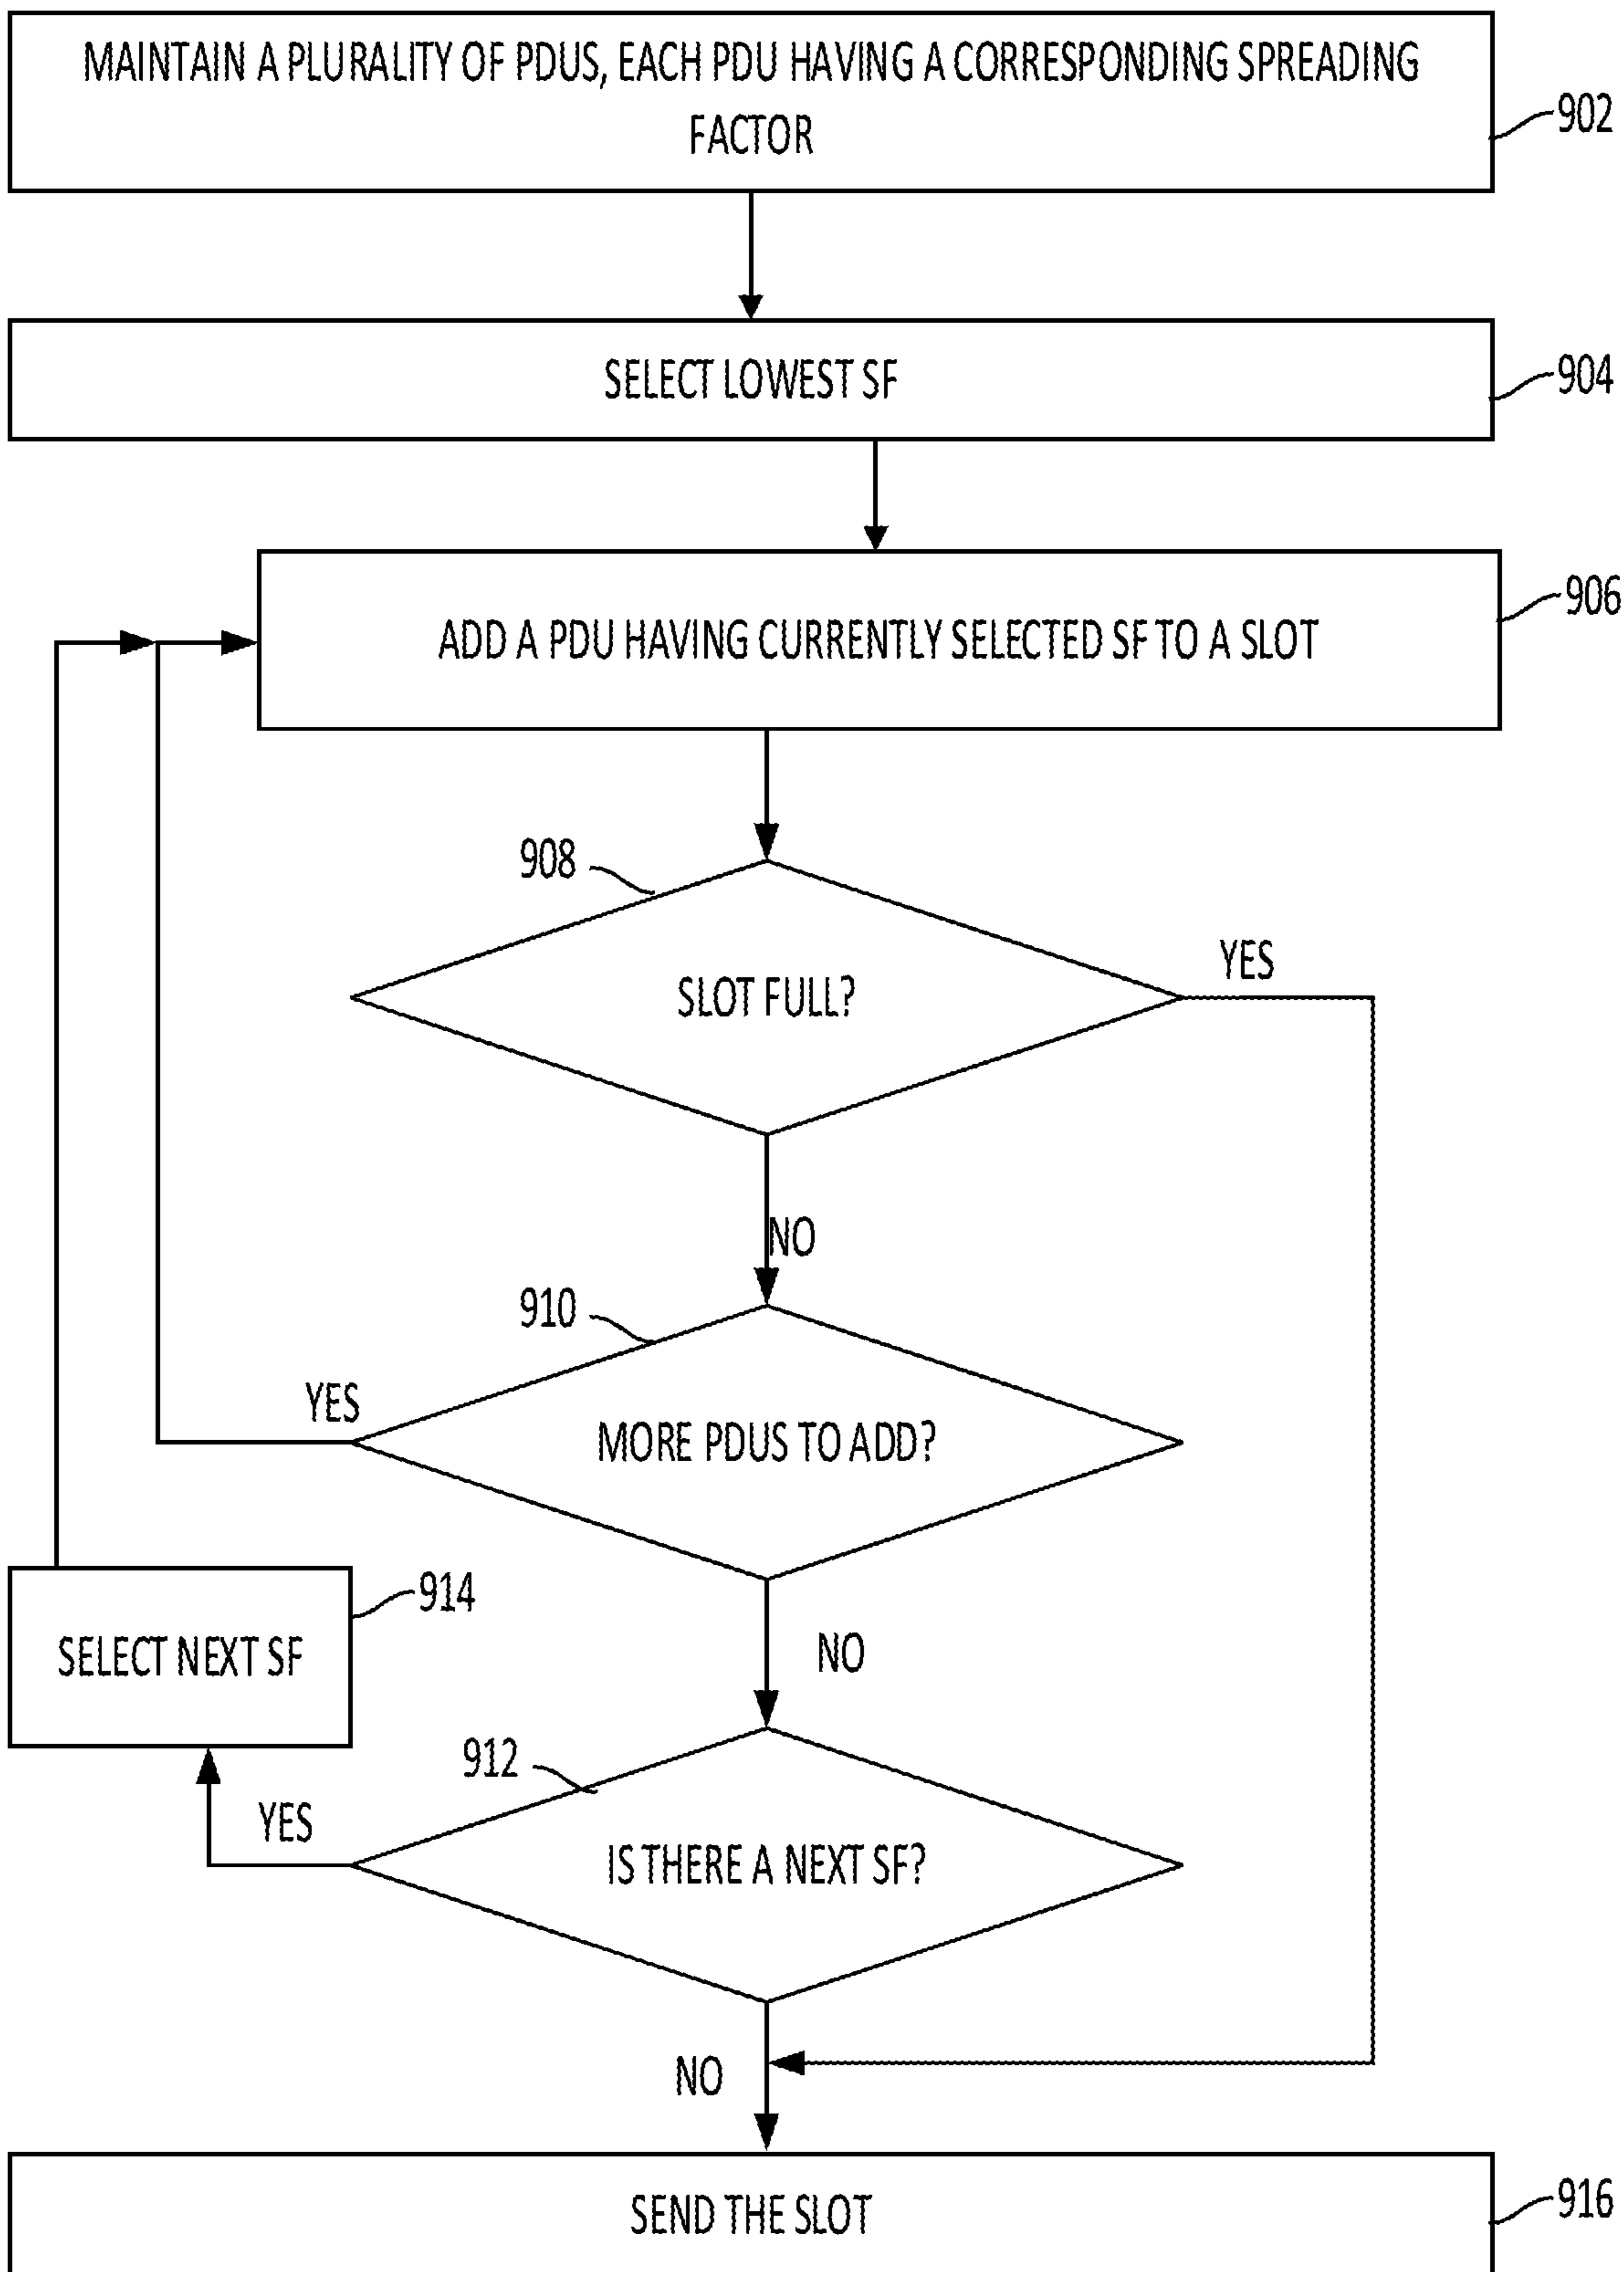 MAINTAIN A PLURALITY OF PDUS, EACH PDU HAVING A CORRESPONDING SPREADING
FACTOR
902
SELECT LOWEST SF
904
ADD A PDU HAVING CURRENTLY SELECTED SF TO A SLOT
906
908
SLOT FULL?
YES
NO
910
MORE PDUS TO ADD?
YES
NO
914
SELECT NEXT SF
912
IS THERE A NEXT SF?
YES
NO
SEND THE SLOT
916